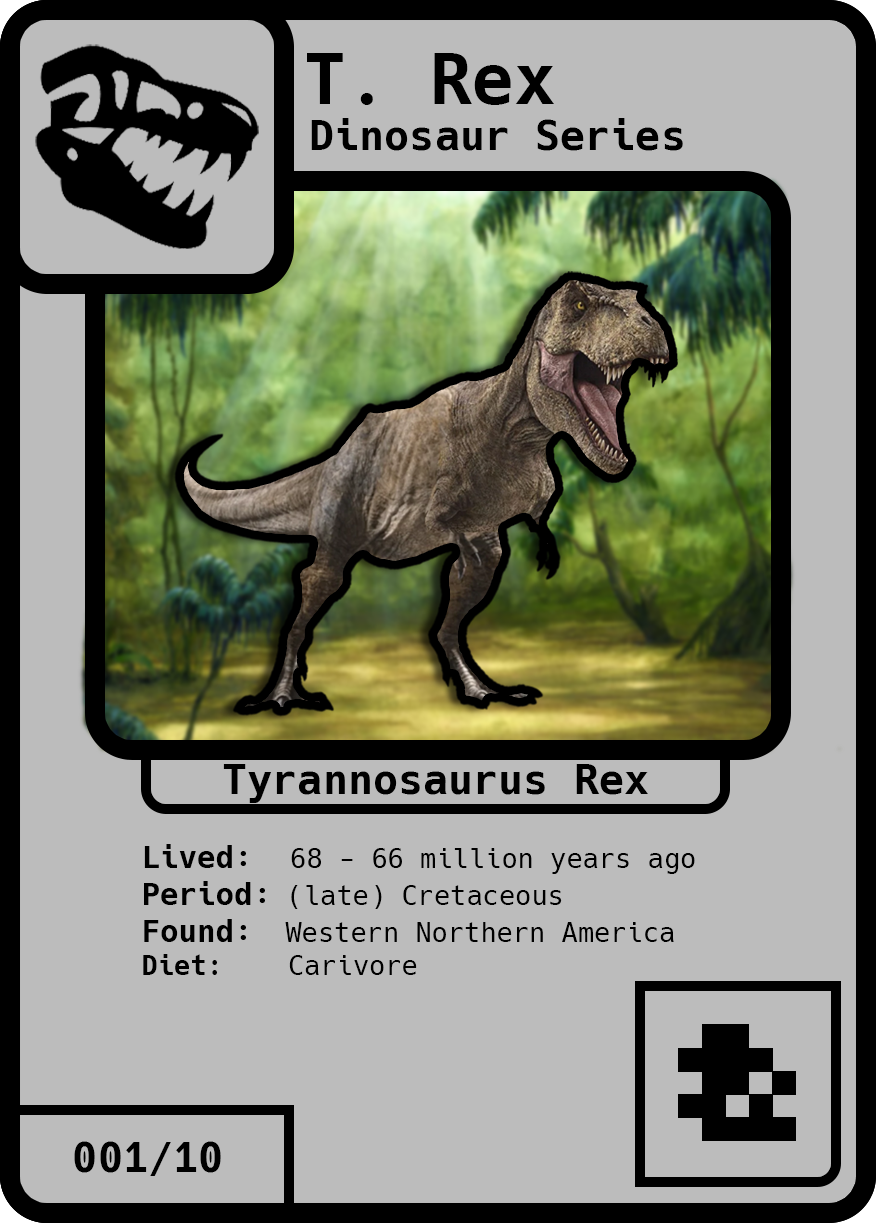 T. Rex
Dinosaur Series
Tyrannosaurus Rex
Lived: 68 - 66 million years ago
Period: (late) Cretaceous
Found: Western Northern America
Diet: Carivore
001/10